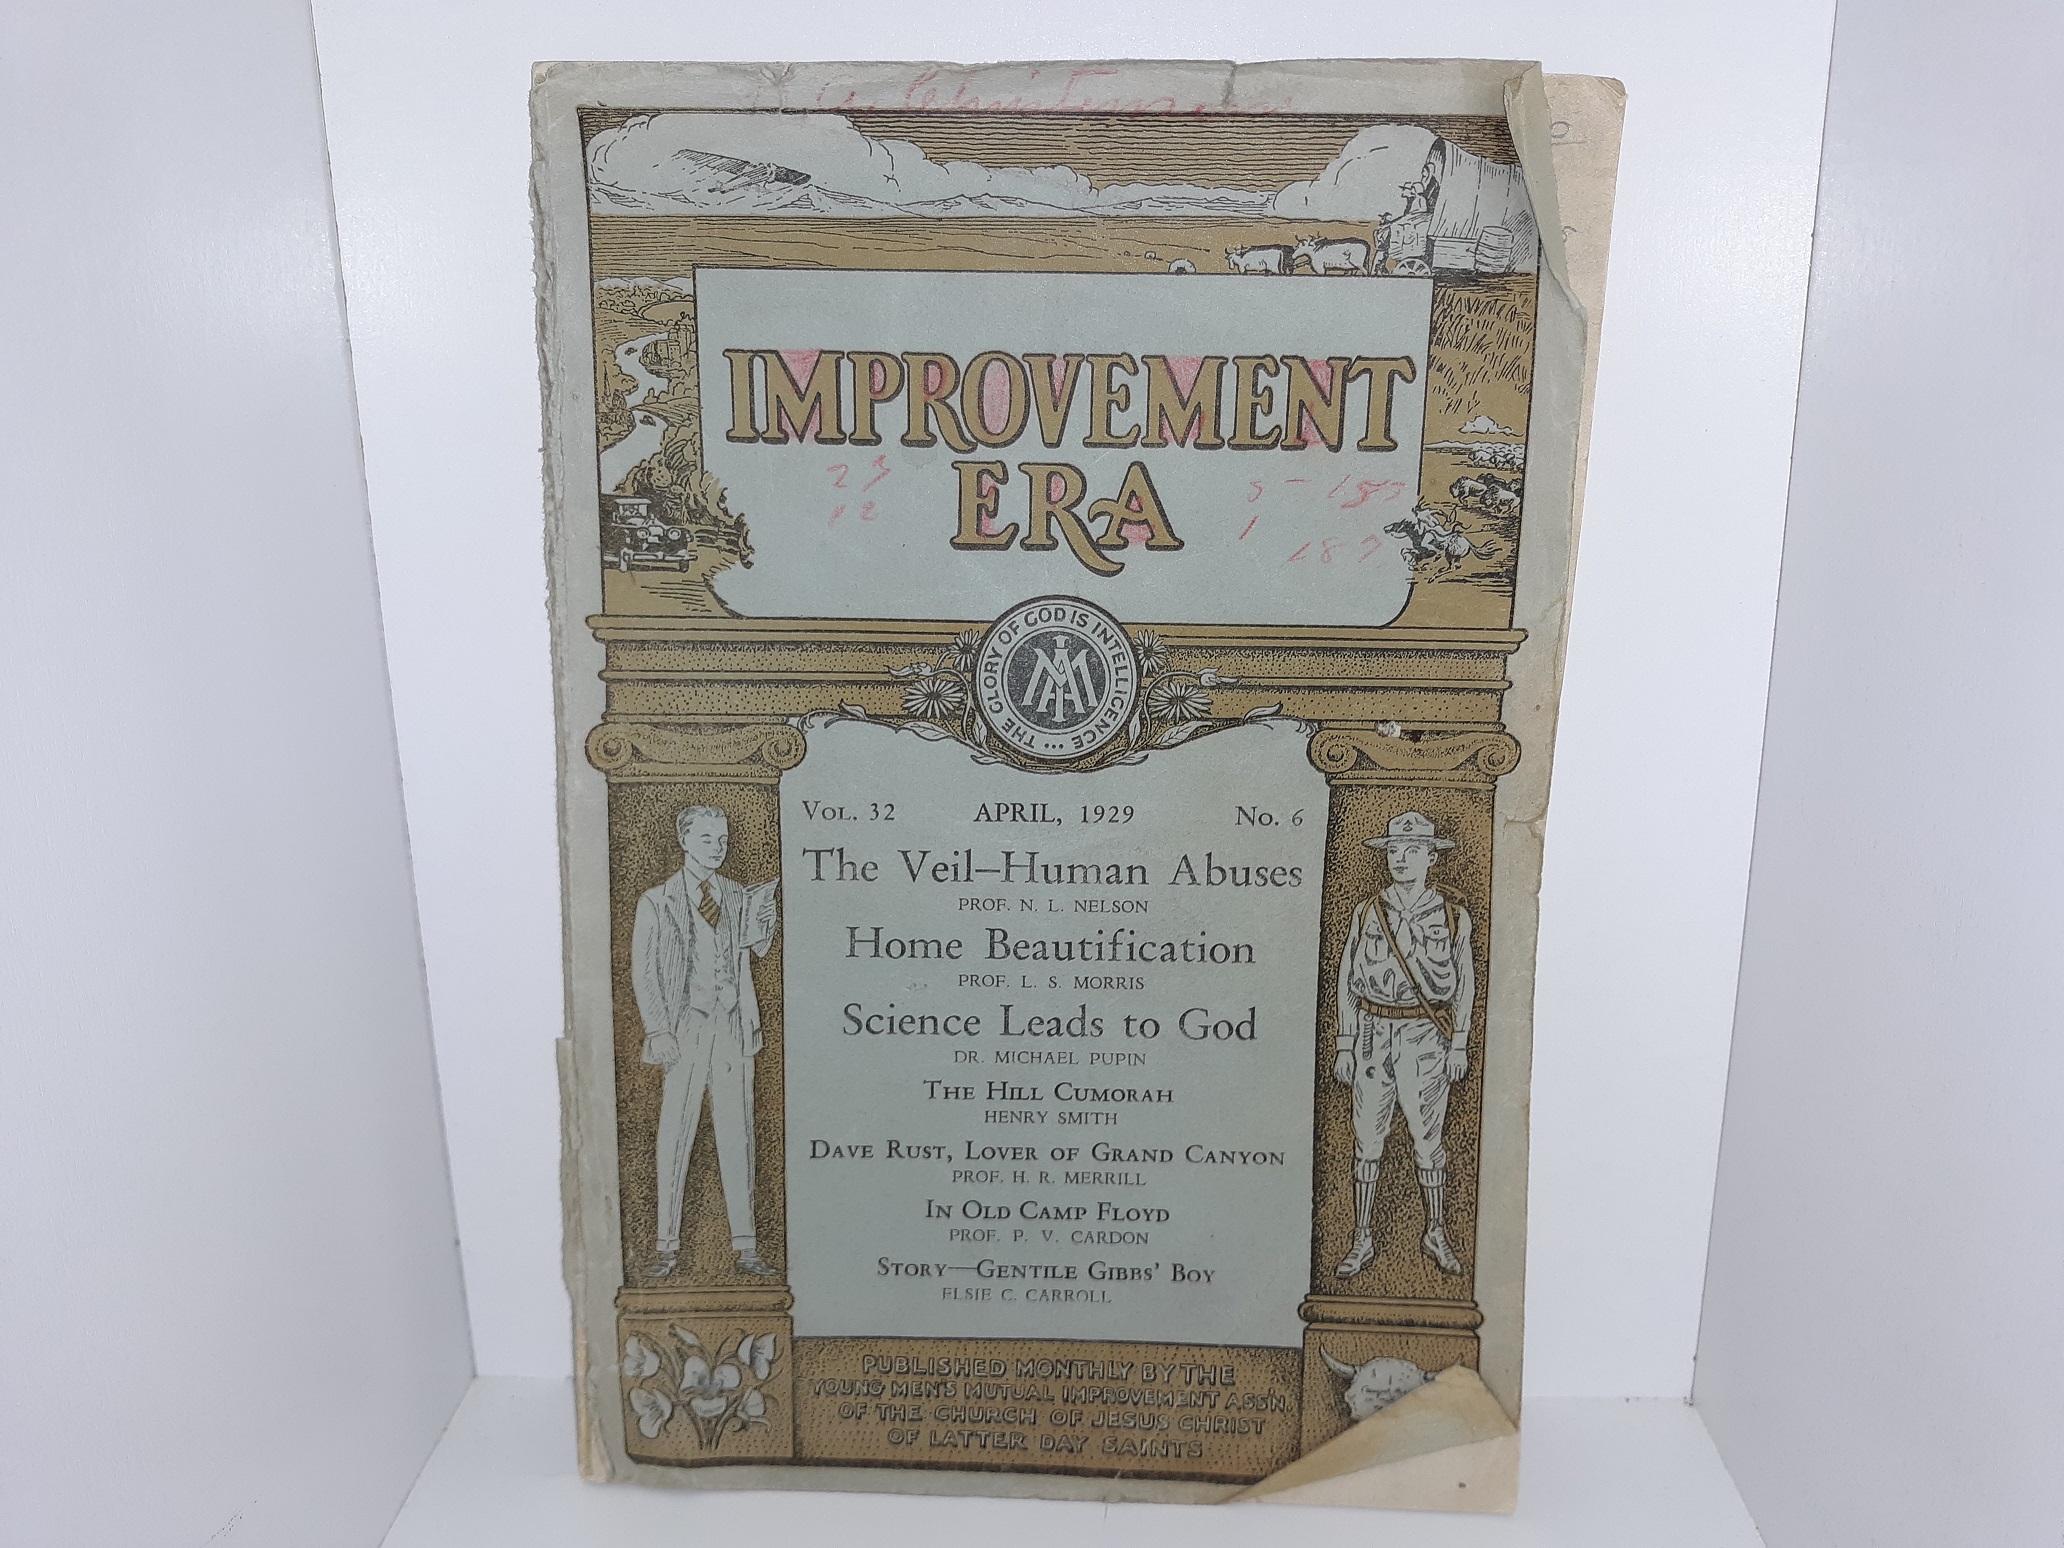 IMPROVEMENT
ERA
23
12
THE GLORY OF GOD IS INTELLIGENCE ...
VOL. 32 APRIL, 1929 No. 6
The Veil—Human Abuses
PROF. N. L. NELSON
Home Beautification
PROF. L. S. MORRIS
Science Leads to God
DR. MICHAEL PUPIN
THE HILL CUMORAH
HENRY SMITH
DAVE RUST, LOVER OF GRAND CANYON
PROF. H. R. MERRILL
IN OLD CAMP FLOYD
PROF. P. V. CARDON
STORY—GENTILE GIBBS' BOY
ELSIE C. CARROLL
PUBLISHED MONTHLY BY THE
YOUNG MEN'S MUTUAL IMPROVEMENT ASS'N.
OF THE CHURCH OF JESUS CHRIST
OF LATTER DAY SAINTS